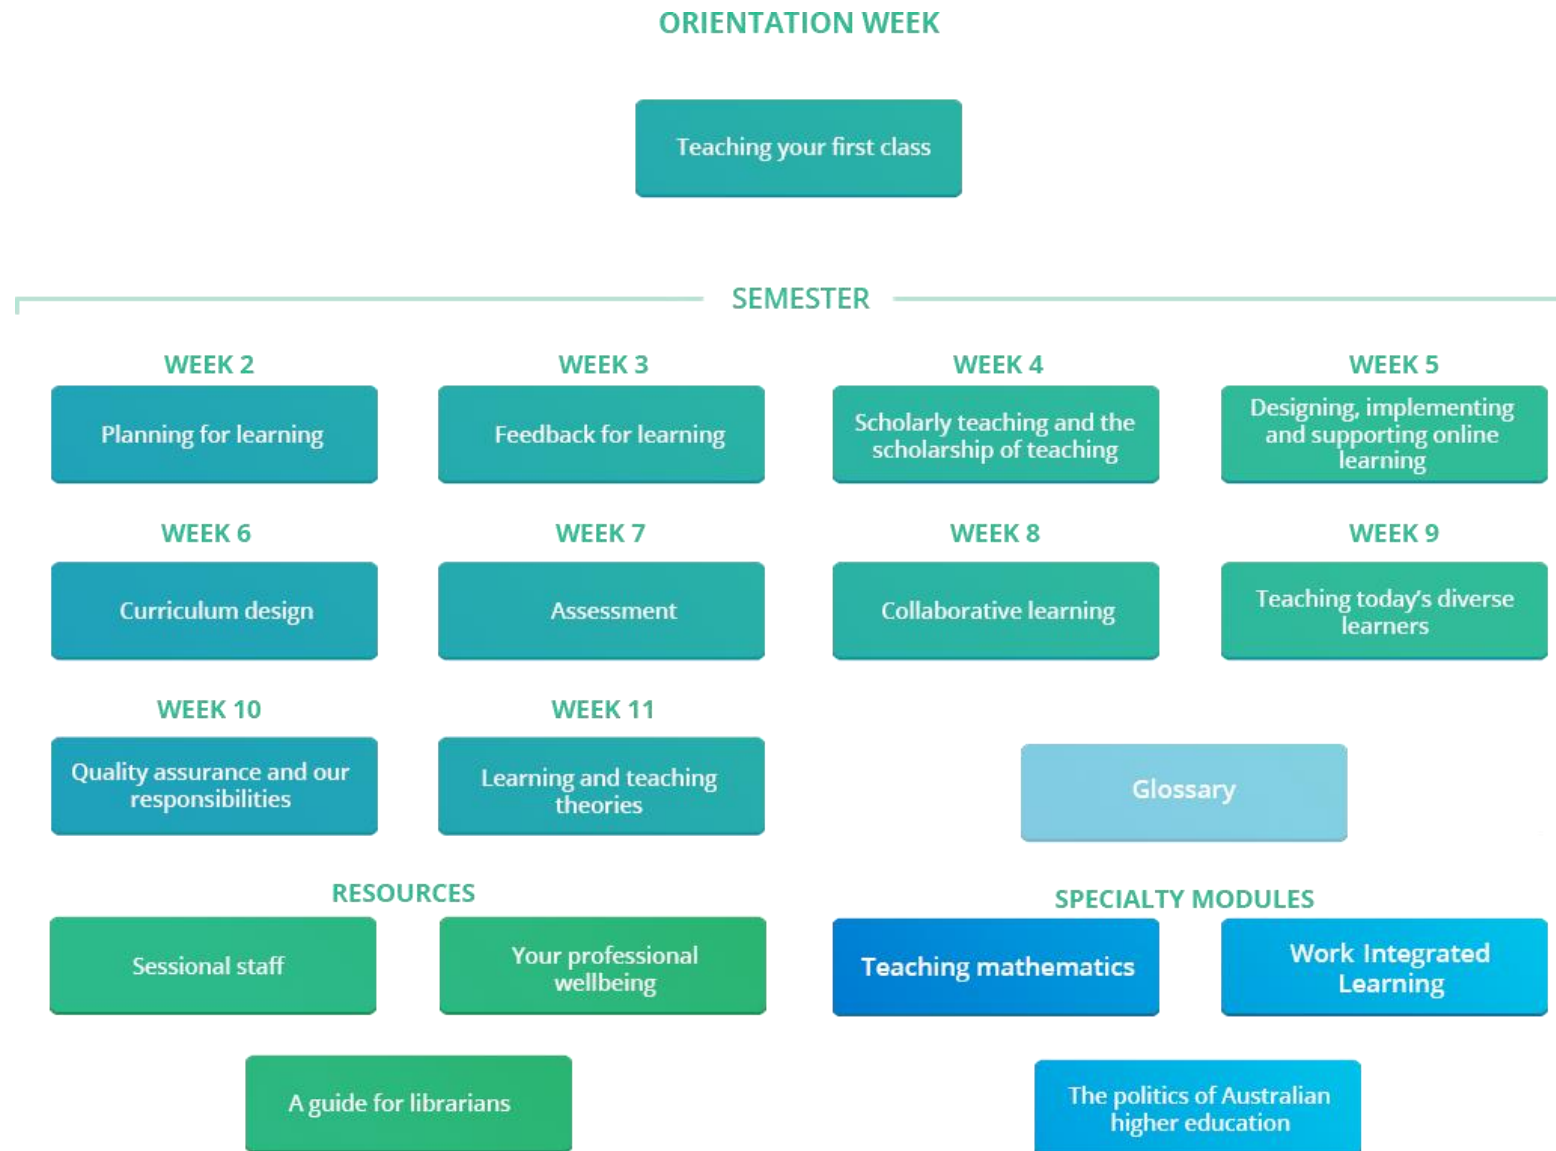 ORIENTATION WEEK
Teaching your first class
SEMESTER
WEEK 2
Planning for learning
WEEK 3
Feedback for learning
WEEK 4
Scholarly teaching and the
scholarship of teaching
WEEK 5
Designing, implementing
and supporting online
learning
WEEK 6
Curriculum design
WEEK 7
Assessment
WEEK 8
Collaborative learning
WEEK 9
Teaching today’s diverse
learners
WEEK 10
Quality assurance and our
responsibilities
WEEK 11
Learning and teaching
theories
Glossary
RESOURCES
Sessional staff
Your professional
wellbeing
A guide for librarians
SPECIALTY MODULES
Teaching mathematics
Work Integrated
Learning
The politics of Australian
higher education